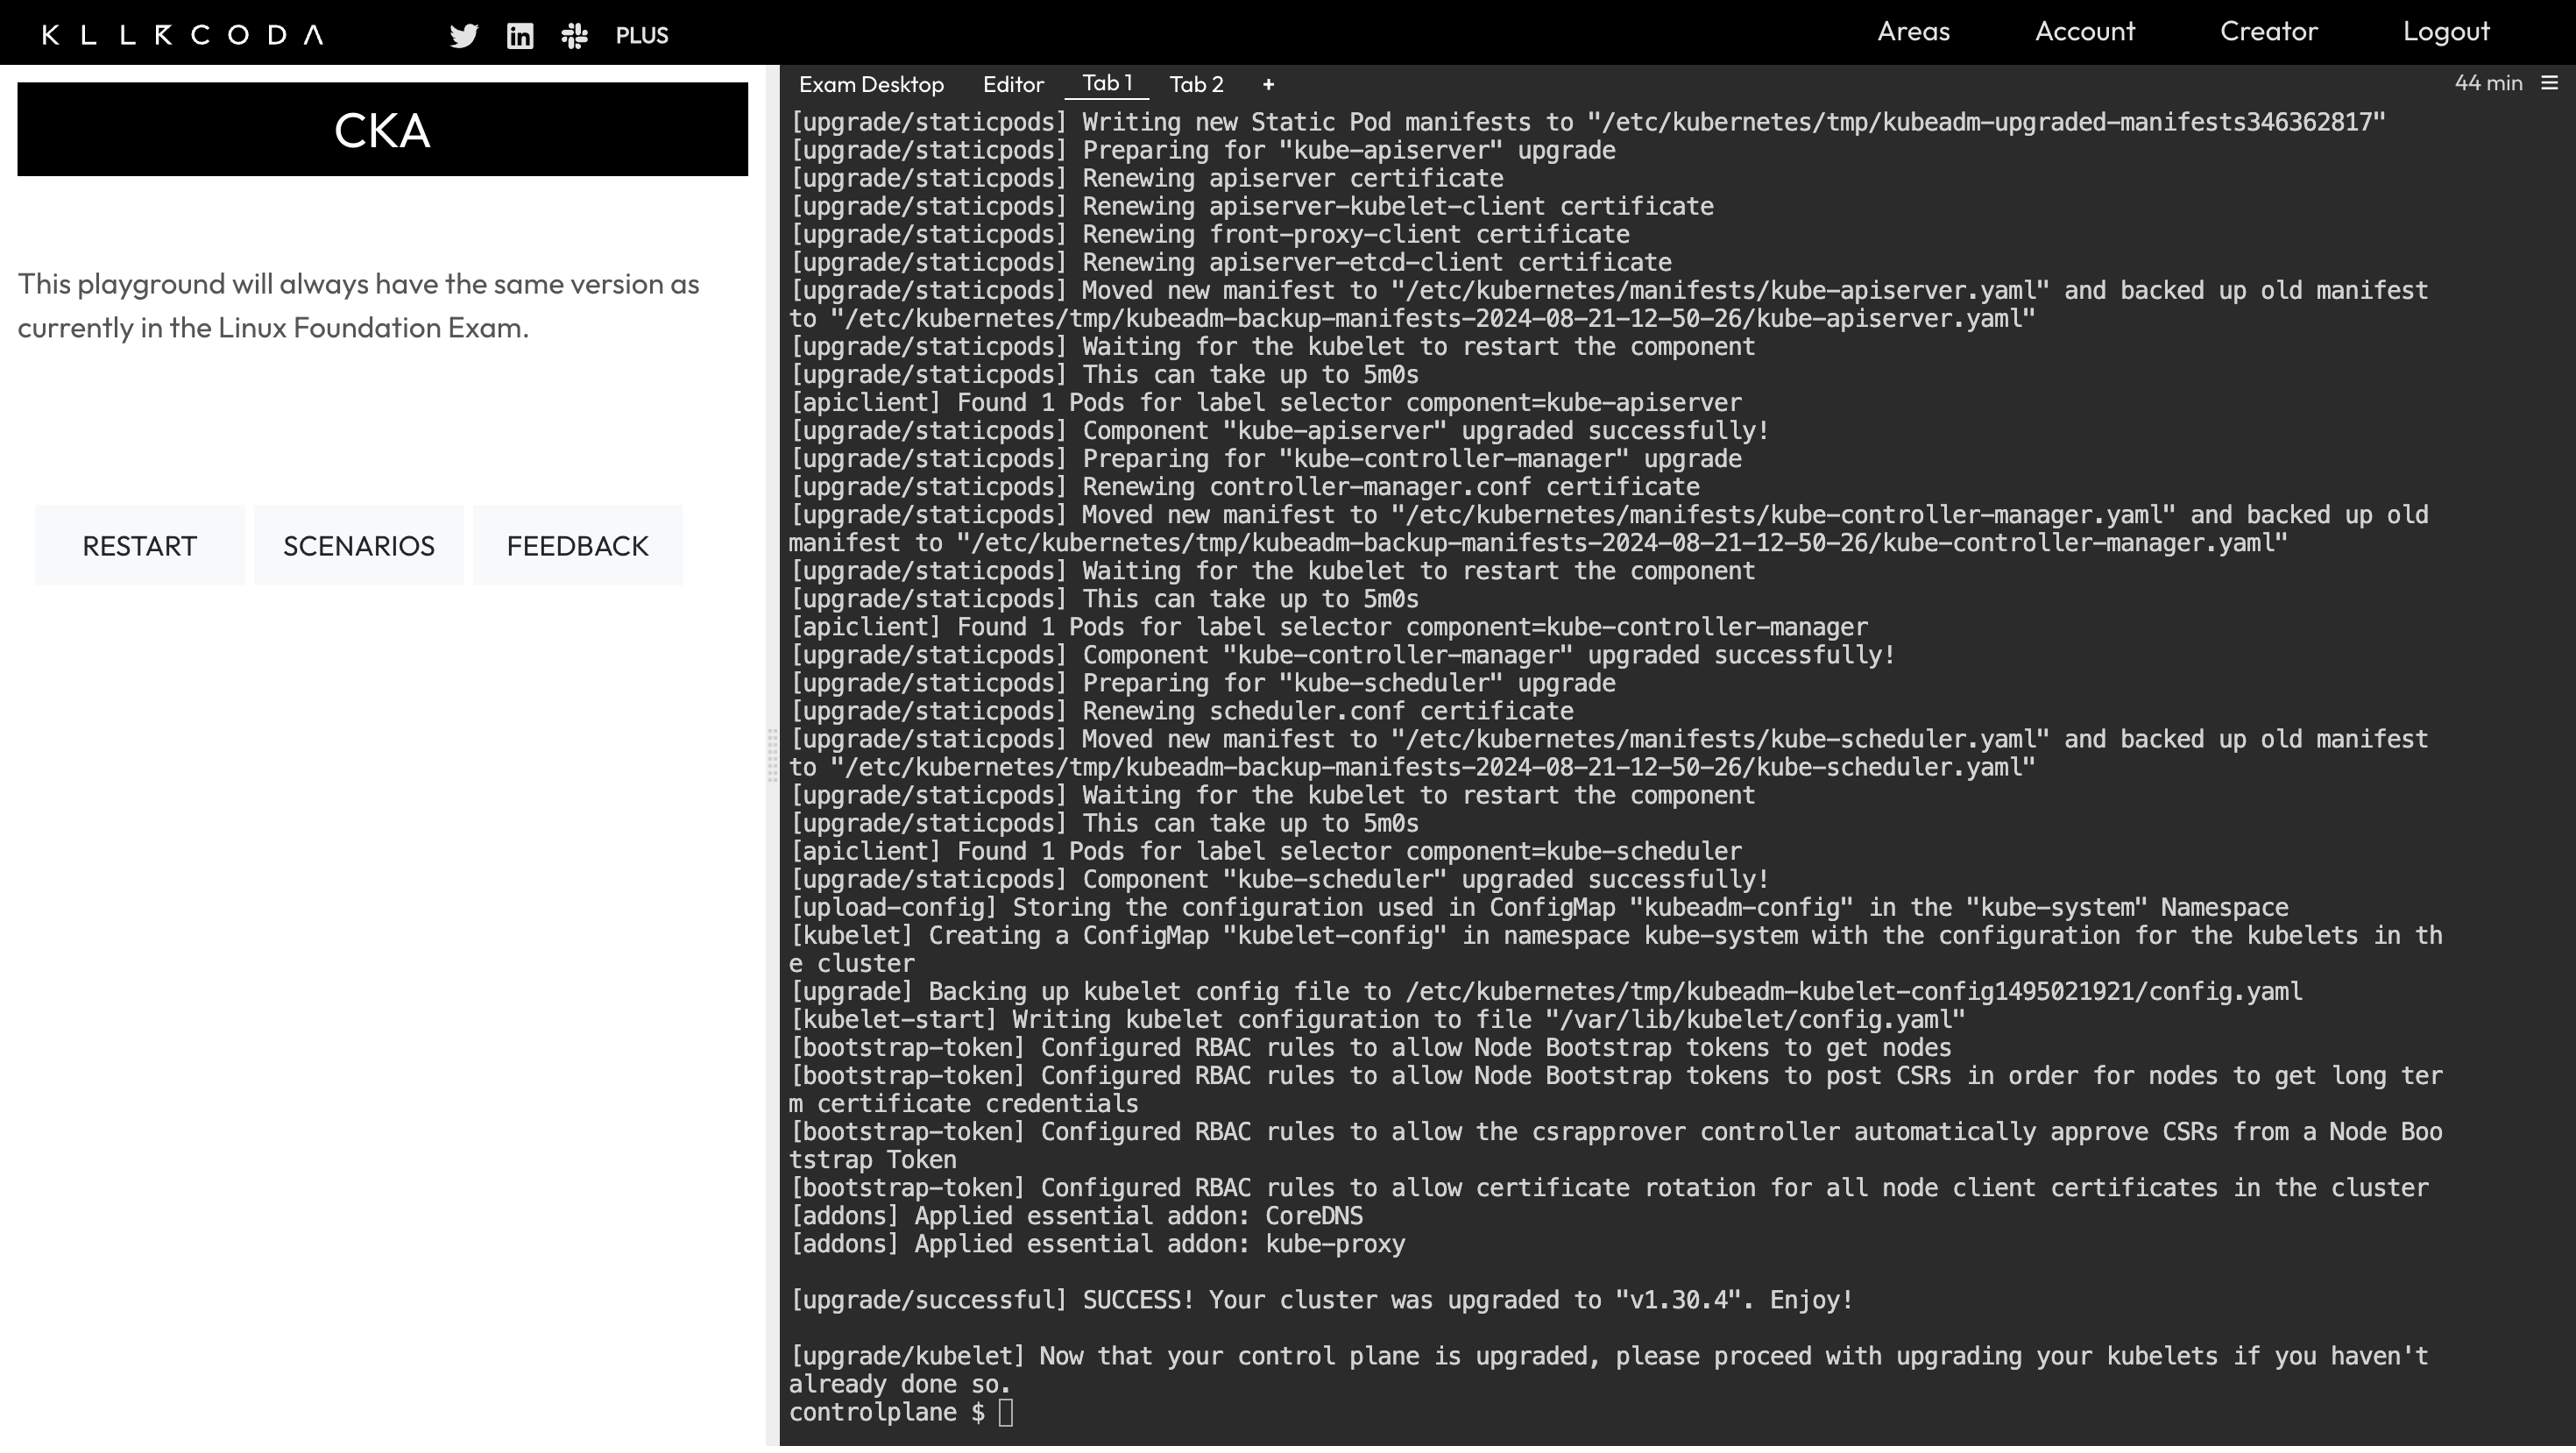 KLLRCODA
PLUS
Areas
Account
Creator
Logout
CKA
This playground will always have the same version as
currently in the Linux Foundation Exam.
RESTART
SCENARIOS
FEEDBACK
Exam Desktop
Editor
Tab 1
Tab 2
+
44 min
[upgrade/staticpods] Writing new Static Pod manifests to "/etc/kubernetes/tmp/kubeadm-upgraded-manifests346362817"
[upgrade/staticpods] Preparing for "kube-apiserver" upgrade
[upgrade/staticpods] Renewing apiserver certificate
[upgrade/staticpods] Renewing apiserver-kubelet-client certificate
[upgrade/staticpods] Renewing front-proxy-client certificate
[upgrade/staticpods] Renewing apiserver-etcd-client certificate
[upgrade/staticpods] Moved new manifest to "/etc/kubernetes/manifests/kube-apiserver.yaml" and backed up old manifest
to "/etc/kubernetes/tmp/kubeadm-backup-manifests-2024-08-21-12-50-26/kube-apiserver.yaml"
[upgrade/staticpods] Waiting for the kubelet to restart the component
[upgrade/staticpods] This can take up to 5m0s
[apiclient] Found 1 Pods for label selector component=kube-apiserver
[upgrade/staticpods] Component "kube-apiserver" upgraded successfully!
[upgrade/staticpods] Preparing for "kube-controller-manager" upgrade
[upgrade/staticpods] Renewing controller-manager.conf certificate
[upgrade/staticpods] Moved new manifest to "/etc/kubernetes/manifests/kube-controller-manager.yaml" and backed up old
manifest to "/etc/kubernetes/tmp/kubeadm-backup-manifests-2024-08-21-12-50-26/kube-controller-manager.yaml"
[upgrade/staticpods] Waiting for the kubelet to restart the component
[upgrade/staticpods] This can take up to 5m0s
[apiclient] Found 1 Pods for label selector component=kube-controller-manager
[upgrade/staticpods] Component "kube-controller-manager" upgraded successfully!
[upgrade/staticpods] Preparing for "kube-scheduler" upgrade
[upgrade/staticpods] Renewing scheduler.conf certificate
[upgrade/staticpods] Moved new manifest to "/etc/kubernetes/manifests/kube-scheduler.yaml" and backed up old manifest
to "/etc/kubernetes/tmp/kubeadm-backup-manifests-2024-08-21-12-50-26/kube-scheduler.yaml"
[upgrade/staticpods] Waiting for the kubelet to restart the component
[upgrade/staticpods] This can take up to 5m0s
[apiclient] Found 1 Pods for label selector component=kube-scheduler
[upgrade/staticpods] Component "kube-scheduler" upgraded successfully!
[upload-config] Storing the configuration used in ConfigMap "kubeadm-config" in the "kube-system" Namespace
[kubelet] Creating a ConfigMap "kubelet-config" in namespace kube-system with the configuration for the kubelets in th
e cluster
[upgrade] Backing up kubelet config file to /etc/kubernetes/tmp/kubeadm-kubelet-config1495021921/config.yaml
[kubelet-start] Writing kubelet configuration to file "/var/lib/kubelet/config.yaml"
[bootstrap-token] Configured RBAC rules to allow Node Bootstrap tokens to get nodes
[bootstrap-token] Configured RBAC rules to allow Node Bootstrap tokens to post CSRs in order for nodes to get long ter
m certificate credentials
[bootstrap-token] Configured RBAC rules to allow the csrapprover controller automatically approve CSRs from a Node Boo
tstrap Token
[bootstrap-token] Configured RBAC rules to allow certificate rotation for all node client certificates in the cluster
[addons] Applied essential addon: CoreDNS
[addons] Applied essential addon: kube-proxy
[upgrade/successful] SUCCESS! Your cluster was upgraded to "v1.30.4". Enjoy!
[upgrade/kubelet] Now that your control plane is upgraded, please proceed with upgrading your kubelets if you haven't
already done so.
controlplane $